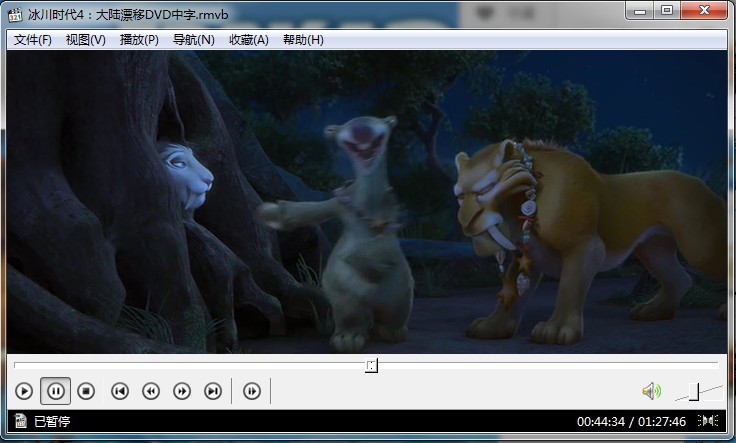 冰川时代4：大陆漂移DVD中字.rmvb
文件(F) 视图(V) 播放(P) 导航(N) 收藏(A) 帮助(H)
已暂停 00:44:34 / 01:27:46